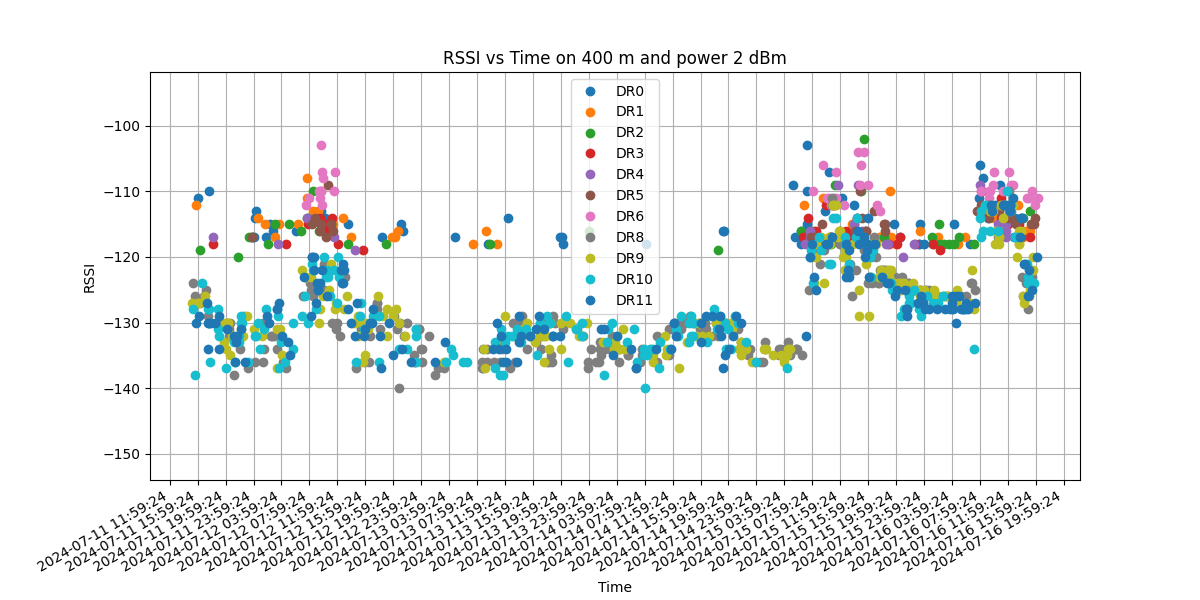 RSSI vs Time on 400 m and power 2 dBm
DR0
DR1
DR2
DR3
DR4
DR5
DR6
DR8
DR9
DR10
DR11
RSSI
−100
−110
−120
−130
−140
−150
2024-07-11 11:59:24
2024-07-11 15:59:24
2024-07-11 19:59:24
2024-07-11 23:59:24
2024-07-12 03:59:24
2024-07-12 07:59:24
2024-07-12 11:59:24
2024-07-12 15:59:24
2024-07-12 19:59:24
2024-07-12 23:59:24
2024-07-13 03:59:24
2024-07-13 07:59:24
2024-07-13 11:59:24
2024-07-13 15:59:24
2024-07-13 19:59:24
2024-07-13 23:59:24
2024-07-14 03:59:24
2024-07-14 07:59:24
2024-07-14 11:59:24
2024-07-14 15:59:24
2024-07-14 19:59:24
2024-07-14 23:59:24
2024-07-15 03:59:24
2024-07-15 07:59:24
2024-07-15 11:59:24
2024-07-15 15:59:24
2024-07-15 19:59:24
2024-07-15 23:59:24
2024-07-16 03:59:24
2024-07-16 07:59:24
2024-07-16 11:59:24
2024-07-16 15:59:24
2024-07-16 19:59:24
Time